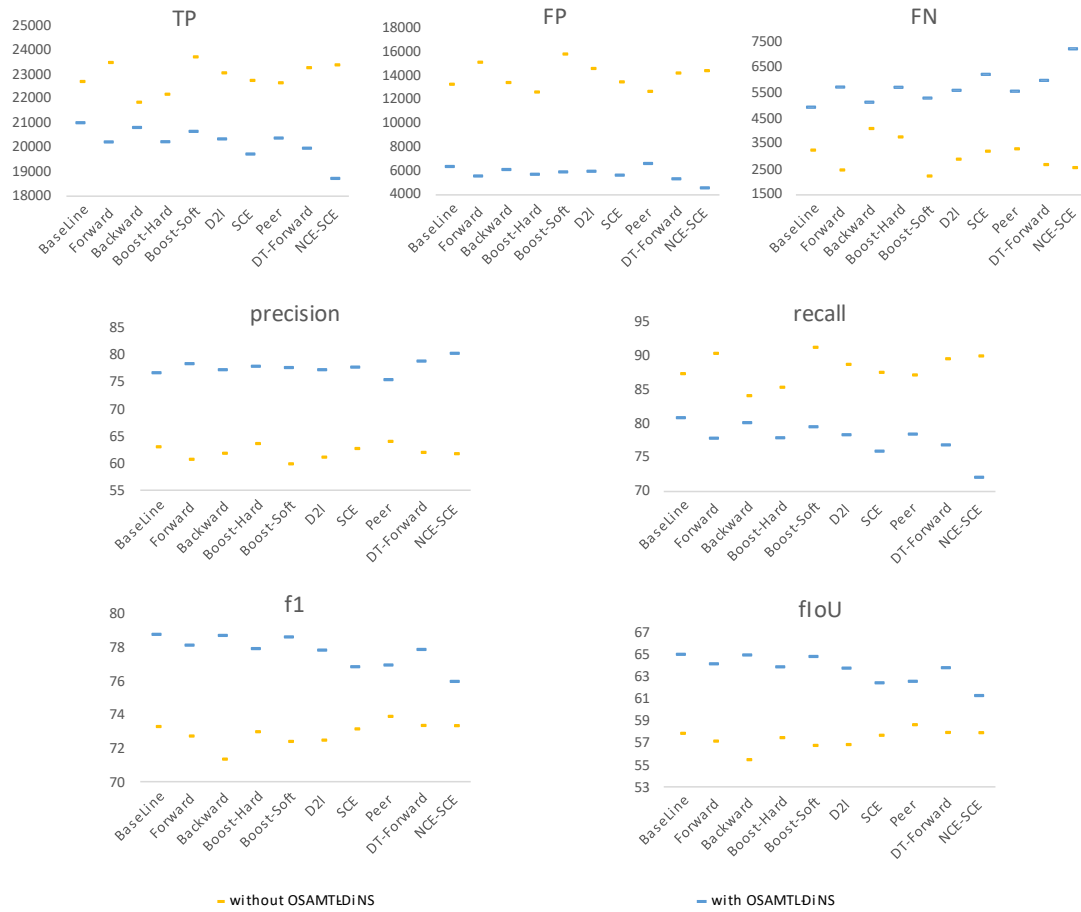 TP
25000
24000
23000
22000
21000
20000
19000
18000
BaseLine
Forward
Backward
Boost-Hard
Boost-Soft
D2l
SCE
Peer
DT-Forward
NCE-SCE
FP
18000
16000
14000
12000
10000
8000
6000
4000
BaseLine
Forward
Backward
Boost-Hard
Boost-Soft
D2l
SCE
Peer
DT-Forward
NCE-SCE
FN
7500
6500
5500
4500
3500
2500
1500
BaseLine
Forward
Backward
Boost-Hard
Boost-Soft
D2l
SCE
Peer
DT-Forward
NCE-SCE
precision
85
80
75
70
65
60
55
BaseLine
Forward
Backward
Boost-Hard
Boost-Soft
D2l
SCE
Peer
DT-Forward
NCE-SCE
recall
95
90
85
80
75
70
BaseLine
Forward
Backward
Boost-Hard
Boost-Soft
D2l
SCE
Peer
DT-Forward
NCE-SCE
f1
80
78
76
74
72
70
BaseLine
Forward
Backward
Boost-Hard
Boost-Soft
D2l
SCE
Peer
DT-Forward
NCE-SCE
fIoU
67
65
63
61
59
57
55
53
BaseLine
Forward
Backward
Boost-Hard
Boost-Soft
D2l
SCE
Peer
DT-Forward
NCE-SCE
without OSAMTL-DiNS
with OSAMTL-DiNS